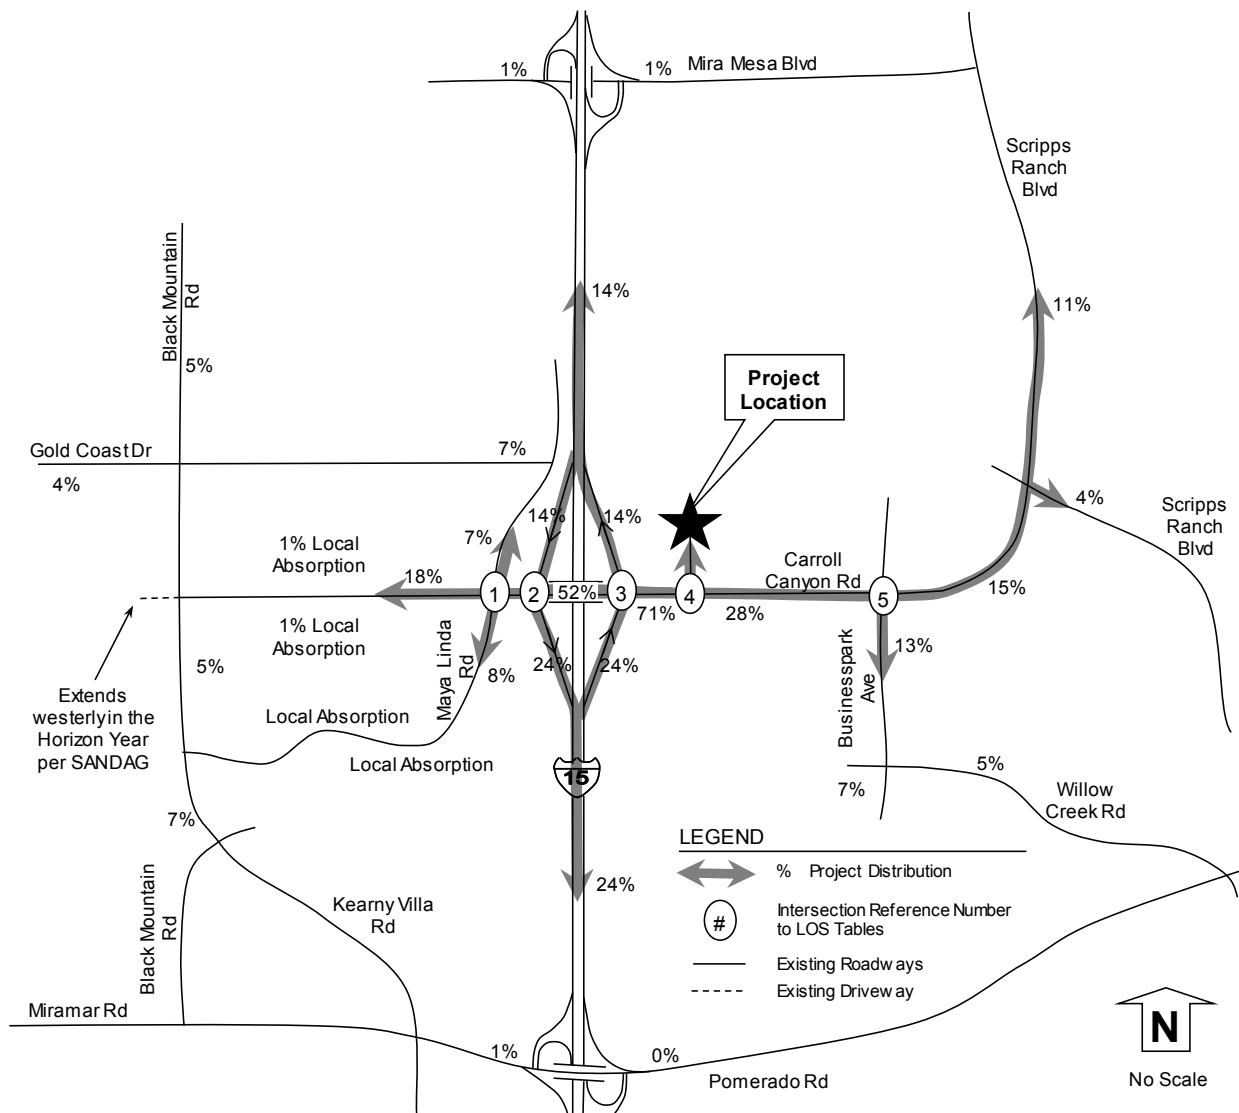 1%
1%
Mira Mesa Blvd
Scripps
Ranch
Blvd
Black Mountain
Rd
14%
11%
5%
Project
Location
Gold Coast Dr
7%
4%
4%
Scripps
Ranch
Blvd
14%
14%
7%
1% Local
Absorption
Carroll
Canyon Rd
18%
1
2
52%
3
4
5
71%
28%
15%
1% Local
Absorption
5%
Maya Linda
Rd
8%
24%
24%
13%
Businesspark
Ave
Extends
westerly in the
Horizon Year
per SANDAG
Local Absorption
Local Absorption
15
7%
5%
Willow
Creek Rd
7%
LEGEND
% Project Distribution
24%
Kearny Villa
Rd
Black Mountain
Rd
#
Intersection Reference Number
to LOS Tables
Existing Roadways
Existing Driveway
Miramar Rd
1%
0%
Pomerado Rd
N
No Scale